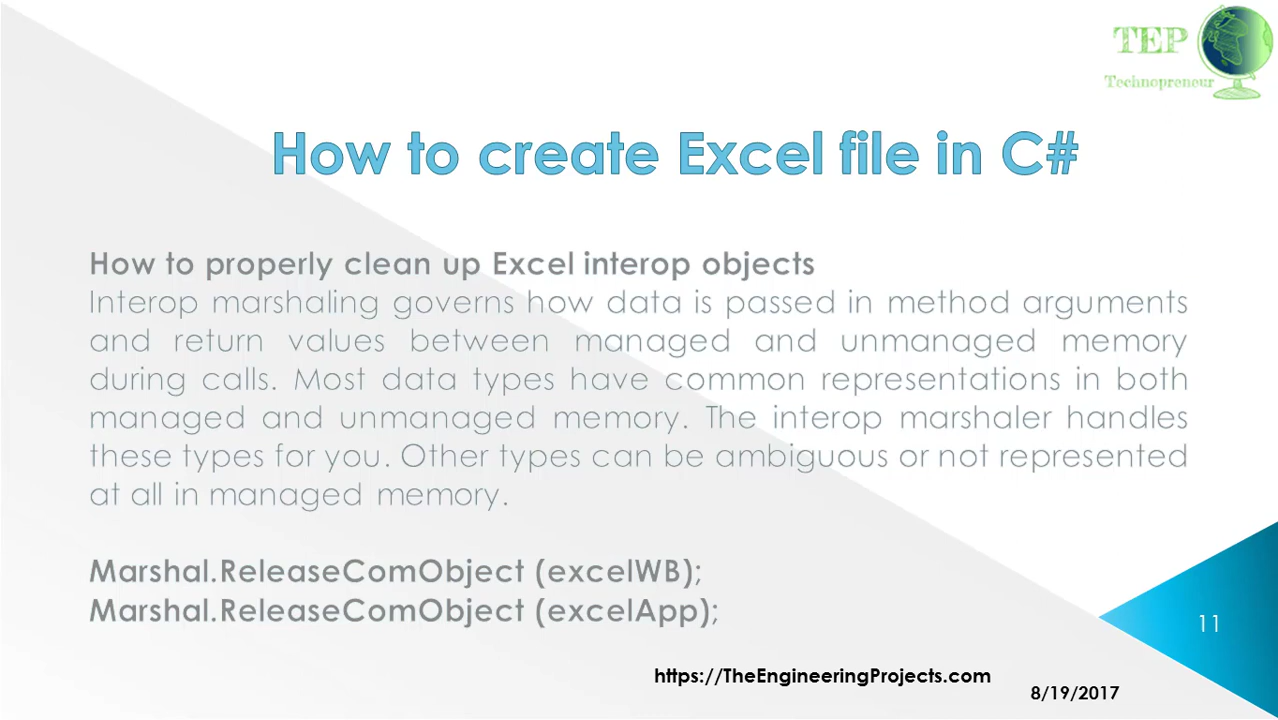 TEP
Technopreneur
How to create Excel file in C#
How to properly clean up Excel interop objects
Interop marshaling governs how data is passed in method arguments
and return values between managed and unmanaged memory
during calls. Most data types have common representations in both
managed and unmanaged memory. The interop marshaler handles
these types for you. Other types can be ambiguous or not represented
at all in managed memory.
Marshal.ReleaseComObject (excelWB);
Marshal.ReleaseComObject (excelApp);
11
https://TheEngineeringProjects.com
8/19/2017